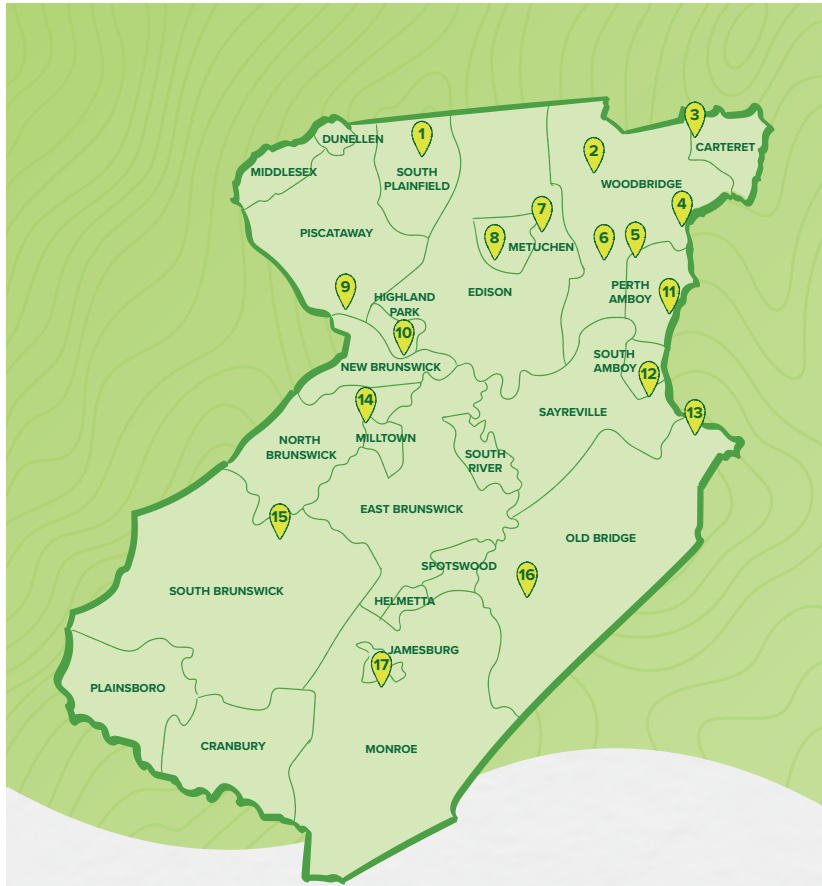 3
DUNELLEN
1
CARTERET
2
MIDDLESEX
SOUTH
PLAINFIELD
WOODBRIDGE
4
7
PISCATAWAY
8
METUCHEN
6
5
9
HIGHLAND
PARK
EDISON
PERTH
AMBOY
11
10
NEW BRUNSWICK
SOUTH
AMBOY
12
14
SAYREVILLE
13
NORTH
BRUNSWICK
MILLTOWN
SOUTH
RIVER
15
EAST BRUNSWICK
OLD BRIDGE
SPOTSWOOD
16
SOUTH BRUNSWICK
HELMETTA
JAMESBURG
17
PLAINSBORO
CRANBURY
MONROE